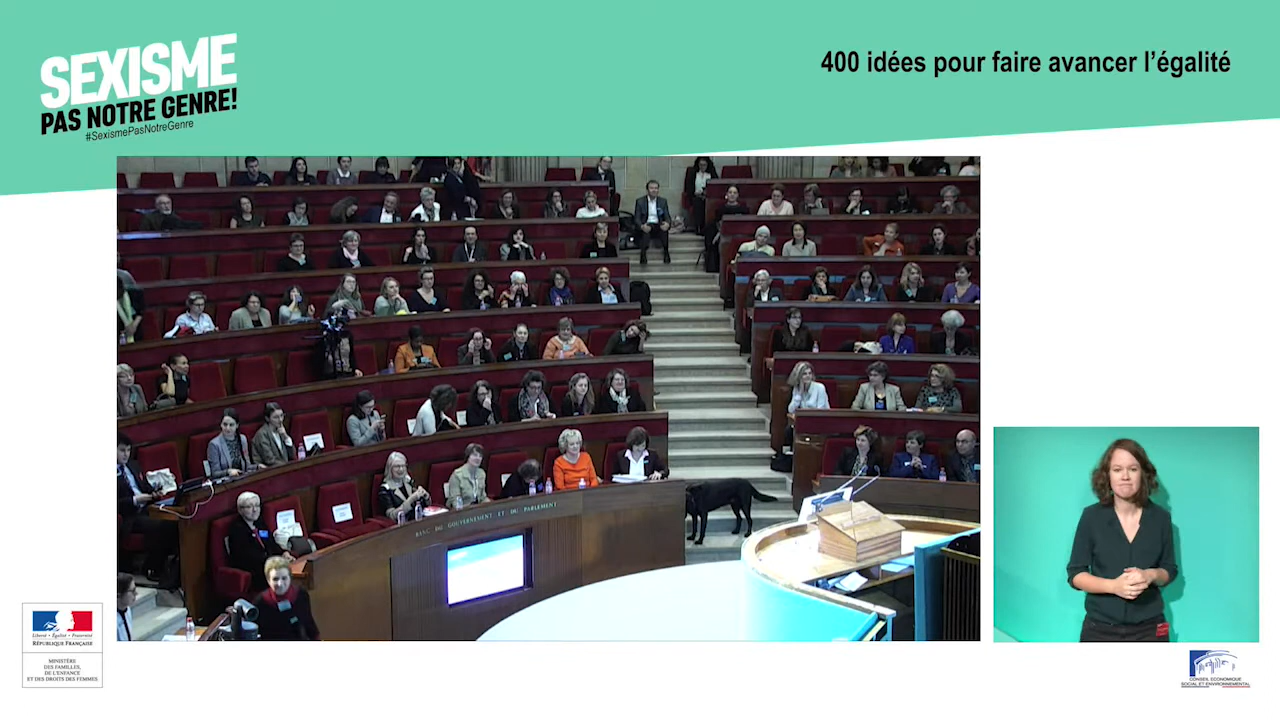 SEXISME
PAS NOTRE GENRE!
#SexismePasNotreGenre
400 idées pour faire avancer l'égalité
BANC DU GOUVERNEMENT ET DU PARLEMENT
Liberté • Égalité • Fraternité
RÉPUBLIQUE FRANÇAISE
MINISTÈRE
DES FAMILLES,
DE L'ENFANCE
ET DES DROITS DES FEMMES
CONSEIL ECONOMIQUE
SOCIAL ET ENVIRONNEMENTAL